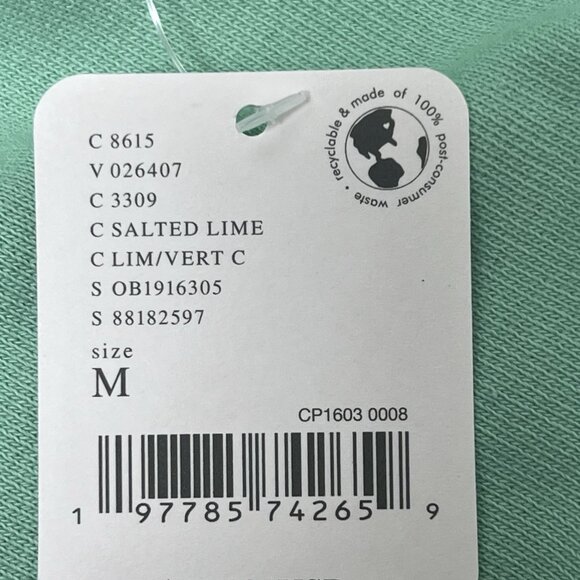 recyclable & made of 100% post-consumer waste •
C 8615
V 026407
C 3309
C SALTED LIME
C LIM/VERT C
S OB1916305
S 88182597
size
M
CP1603 0008
1 97785 74265 9